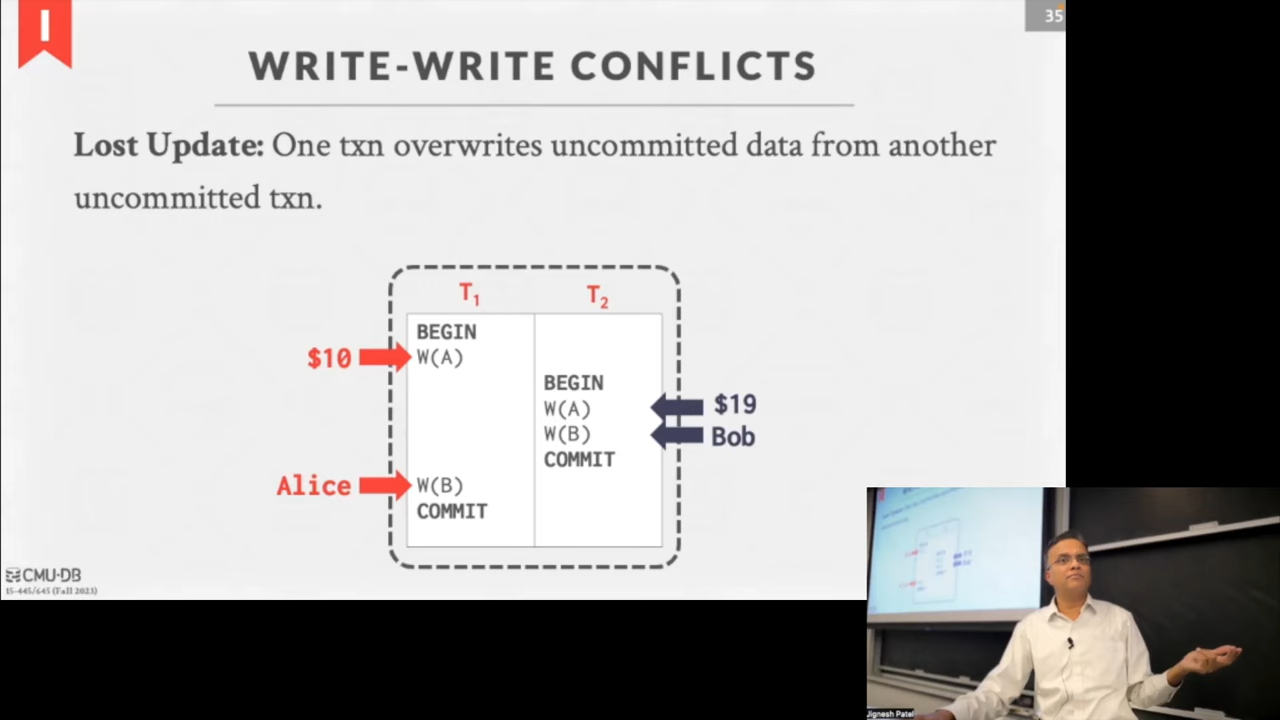 I
35
WRITE-WRITE CONFLICTS
Lost Update: One txn overwrites uncommitted data from another
uncommitted txn.
T1 T2
BEGIN
$10 W(A)
BEGIN
W(A) $19
W(B) Bob
COMMIT
Alice W(B)
COMMIT
CMU-DB
15-445/645 (Fall 2023)
Jignesh Patel